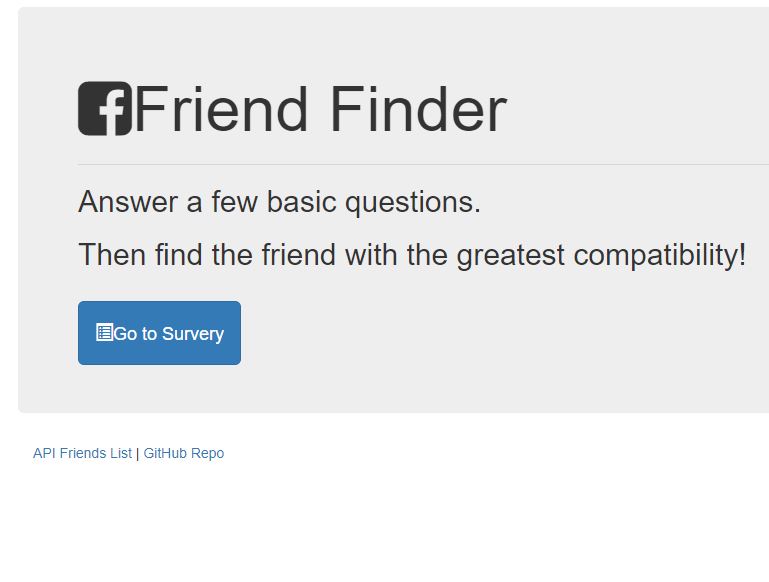 Friend Finder
Answer a few basic questions.
Then find the friend with the greatest compatibility!
Go to Survery
API Friends List | GitHub Repo